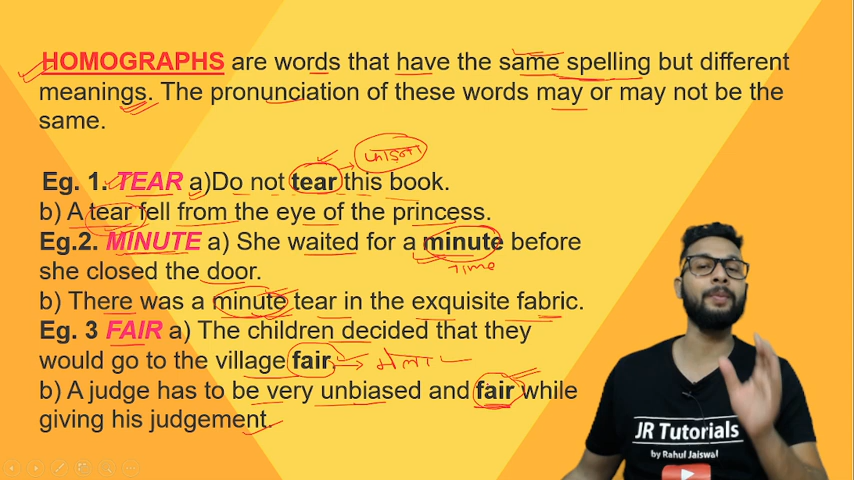 HOMOGRAPHS are words that have the same spelling but different
meanings. The pronunciation of these words may or may not be the
same.
फाड़ना
Eg. 1. TEAR a)Do not tear this book.
b) A tear fell from the eye of the princess.
Eg.2. MINUTE a) She waited for a minute before
Time
she closed the door.
b) There was a minute tear in the exquisite fabric.
Eg. 3 FAIR a) The children decided that they
would go to the village fair. मेला
b) A judge has to be very unbiased and fair while
giving his judgement.
JR Tutorials
by Rahul Jaiswal